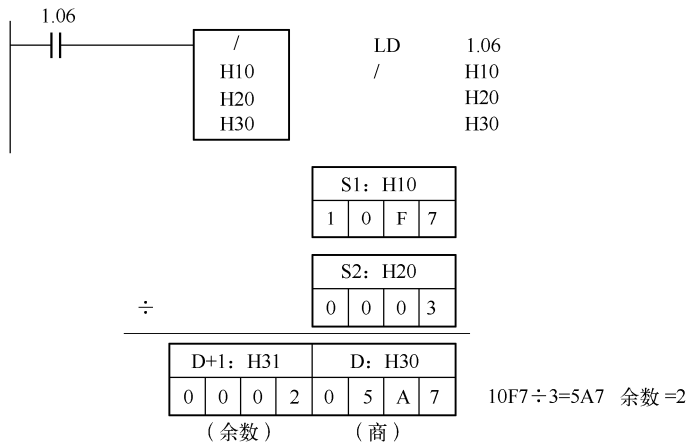 1.06
/ LD 1.06
H10 / H10
H20 H20
H30 H30
S1：H10
1 0 F 7
S2：H20
÷ 0 0 0 3
D+1：H31 D：H30
0 0 0 2 0 5 A 7 10F7÷3=5A7 余数=2
（余数） （商）